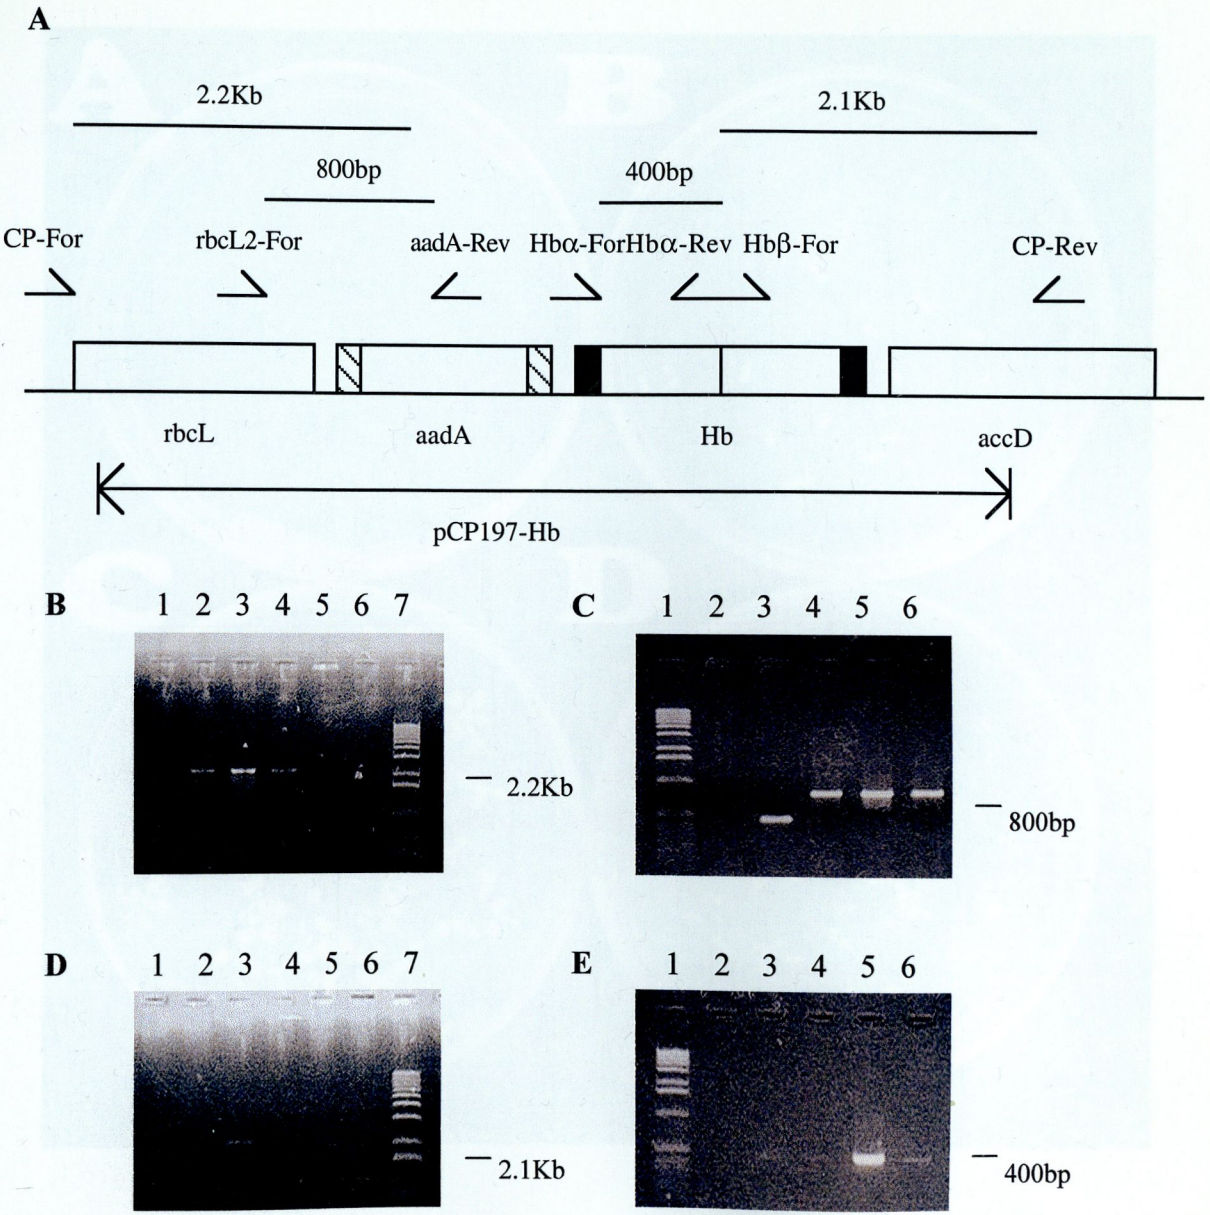 A
2.2Kb
2.1Kb
800bp
400bp
CP-For
rbcL2-For
aadA-Rev
Hbα-ForHbα-Rev
Hbβ-For
CP-Rev
rbcL
aadA
Hb
accD
pCP197-Hb
B
1 2 3 4 5 6 7
2.2Kb
C
1 2 3 4 5 6
800bp
D
1 2 3 4 5 6 7
2.1Kb
E
1 2 3 4 5 6
400bp